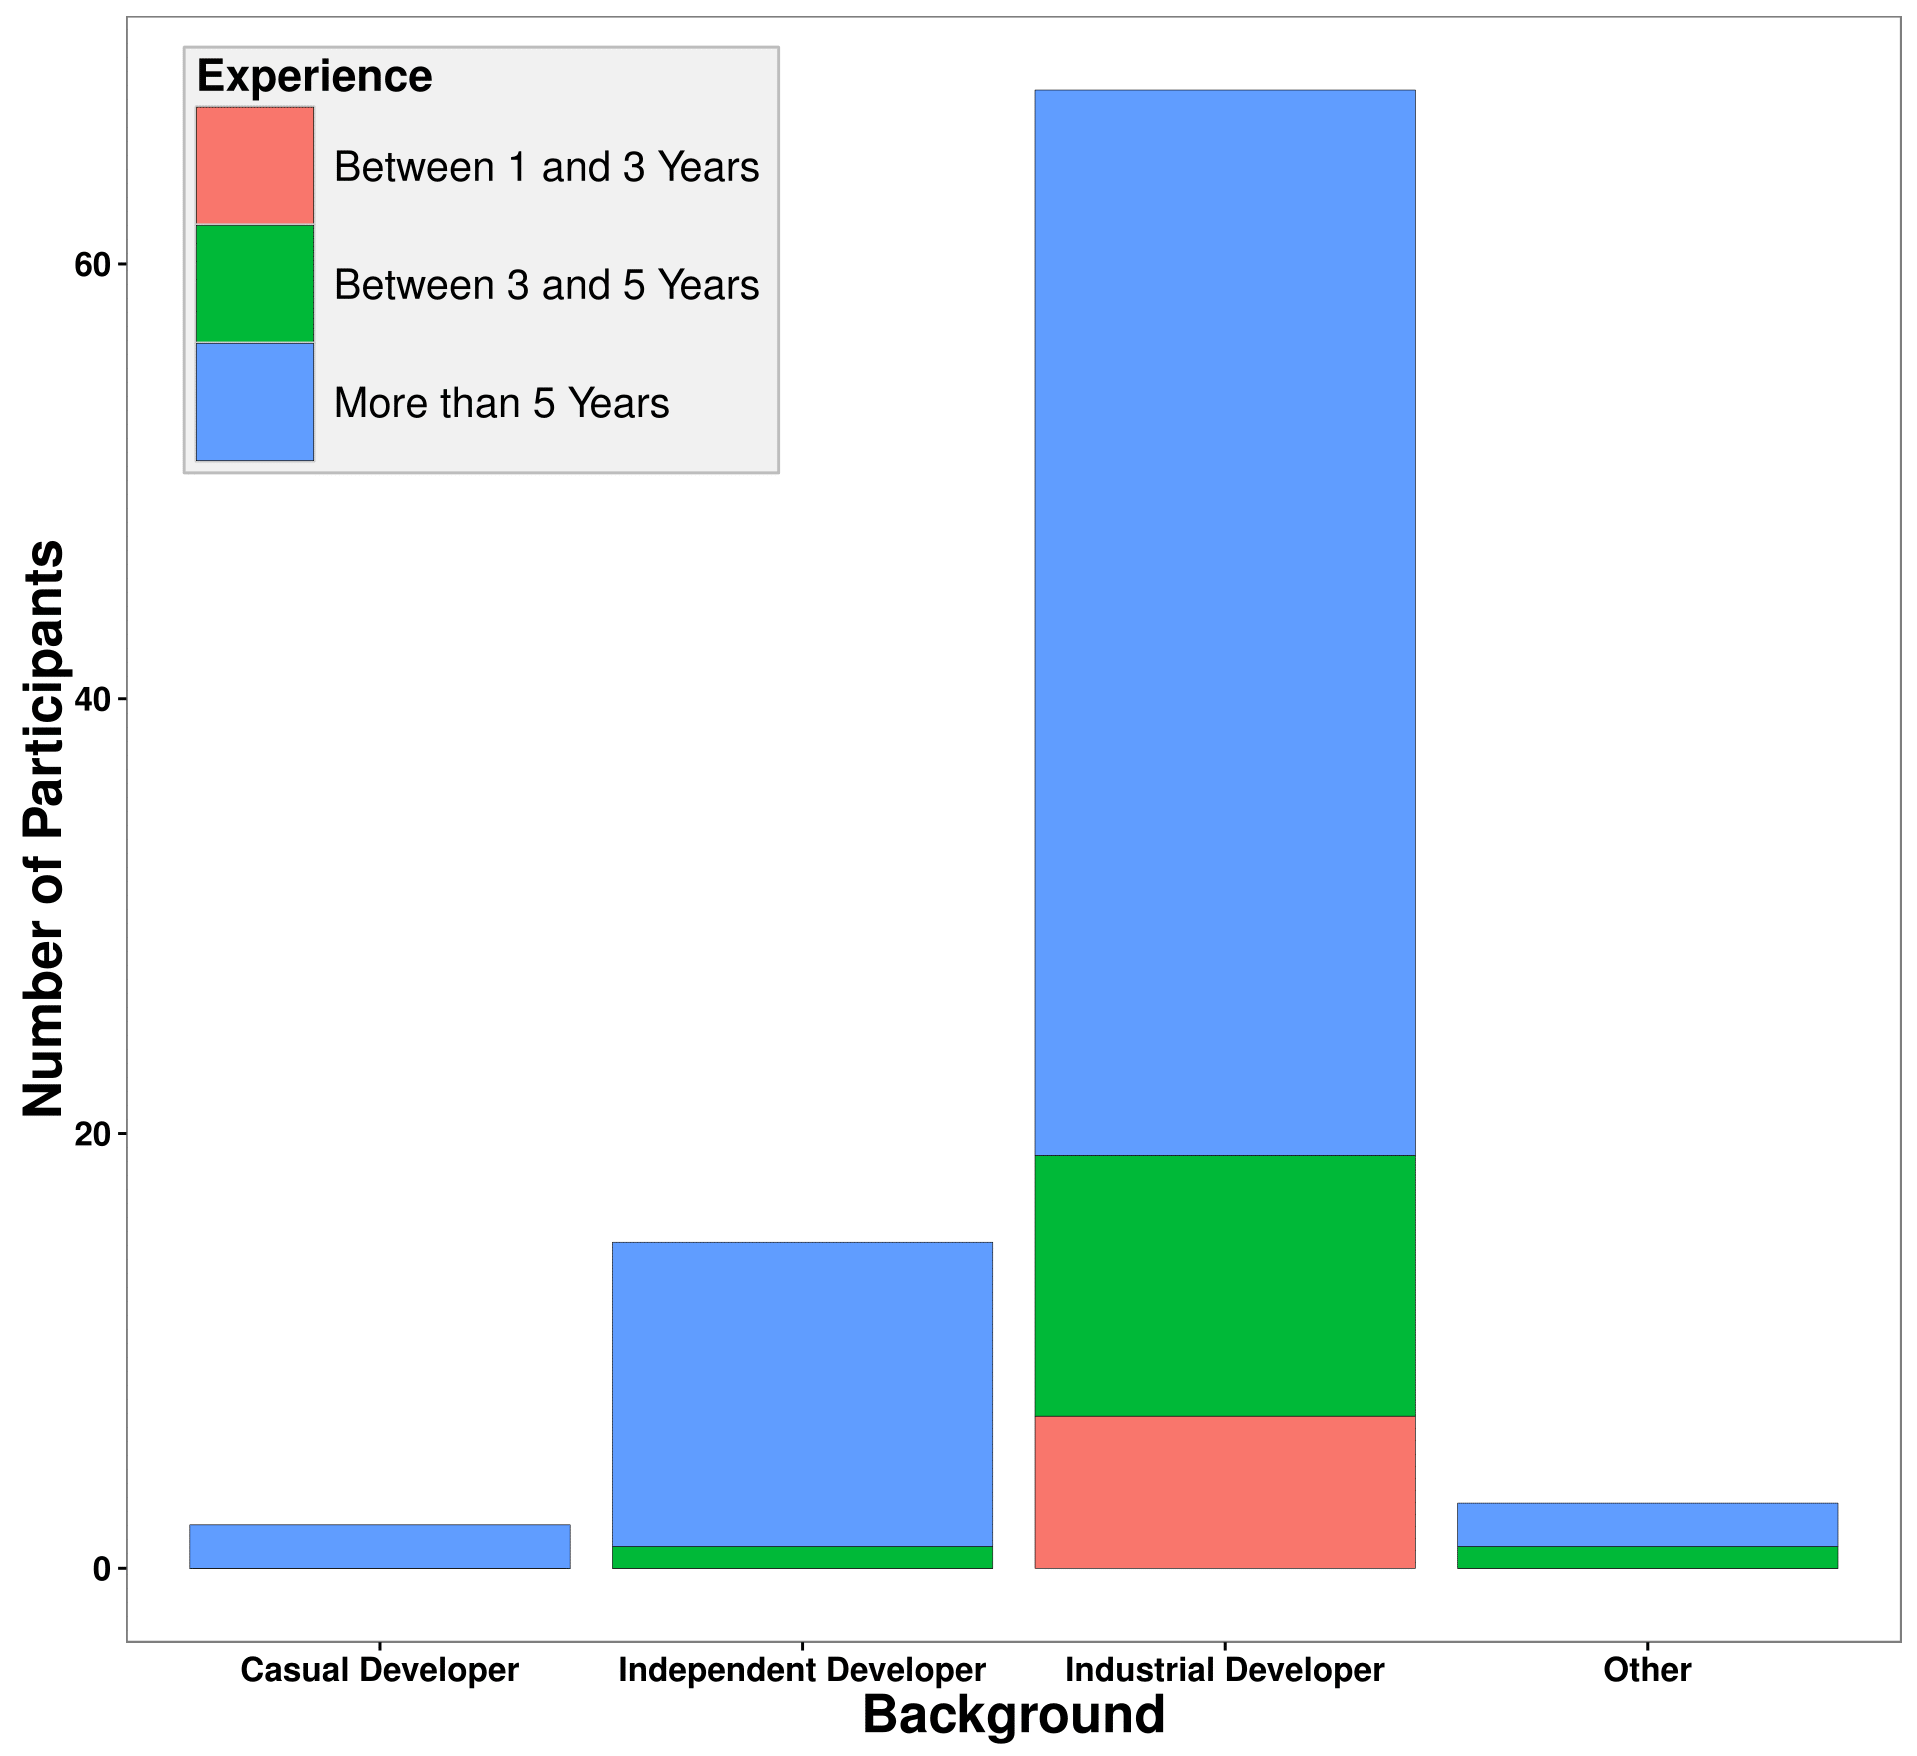 Experience
Between 1 and 3 Years
Between 3 and 5 Years
More than 5 Years
Number of Participants
60
40
20
0
Casual Developer
Independent Developer
Industrial Developer
Other
Background